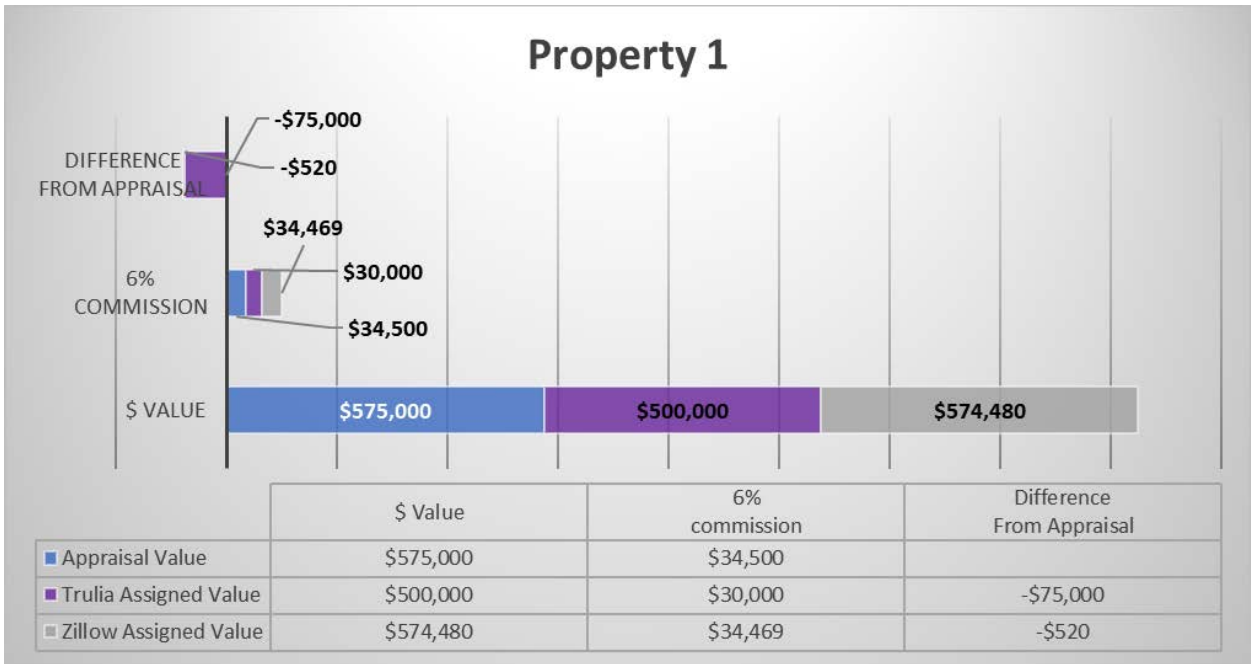 Property 1
-$75,000
DIFFERENCE
FROM APPRAISAL
-$520
$34,469
6%
COMMISSION
$30,000
$34,500
$ VALUE
$575,000
$500,000
$574,480
$ Value
6%
commission
Difference
From Appraisal
Appraisal Value
$575,000
$34,500
Trulia Assigned Value
$500,000
$30,000
-$75,000
Zillow Assigned Value
$574,480
$34,469
-$520